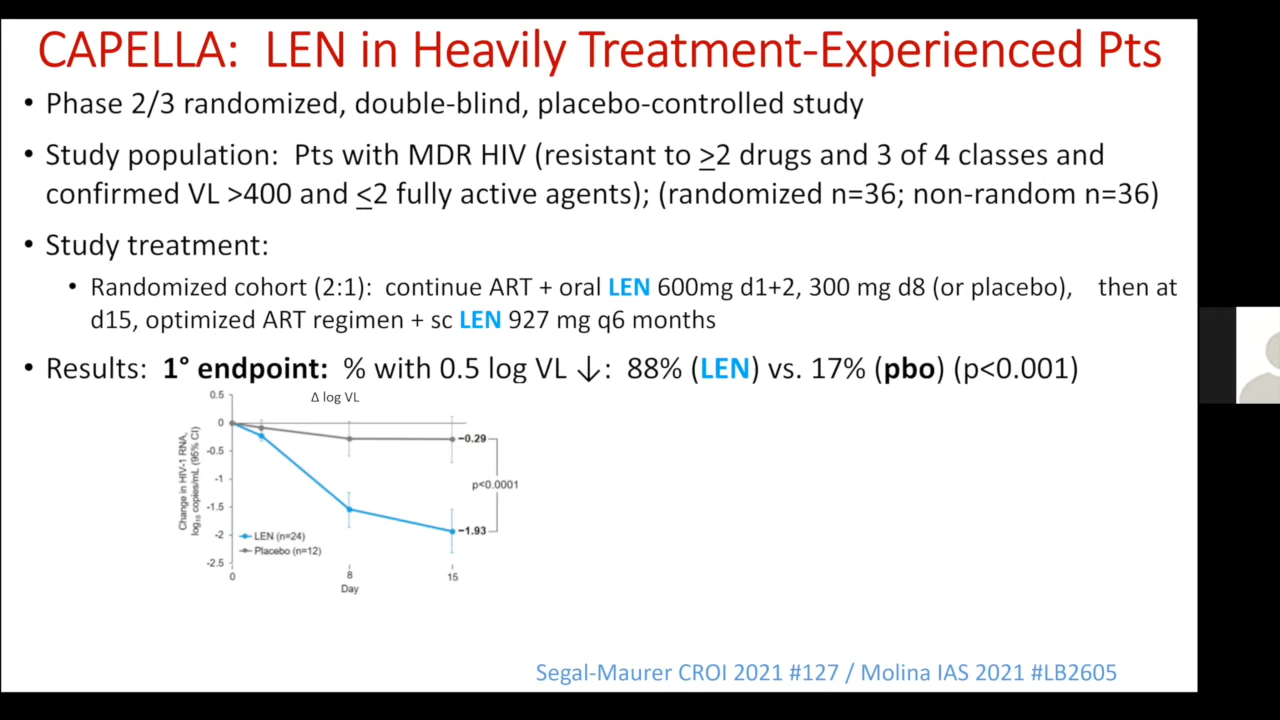 CAPELLA: LEN in Heavily Treatment-Experienced Pts
• Phase 2/3 randomized, double-blind, placebo-controlled study
• Study population: Pts with MDR HIV (resistant to ≥2 drugs and 3 of 4 classes and
confirmed VL >400 and ≤2 fully active agents); (randomized n=36; non-random n=36)
• Study treatment:
• Randomized cohort (2:1): continue ART + oral LEN 600mg d1+2, 300 mg d8 (or placebo), then at
d15, optimized ART regimen + sc LEN 927 mg q6 months
• Results: 1° endpoint: % with 0.5 log VL ↓: 88% (LEN) vs. 17% (pbo) (p<0.001)
Δ log VL
Change in HIV-1 RNA,
log₁₀ copies/mL (95% CI)
0.5
0
-0.5
-1
-1.5
-2
-2.5
−0.29
p<0.0001
−1.93
LEN (n=24)
Placebo (n=12)
0
8
15
Day
Segal-Maurer CROI 2021 #127 / Molina IAS 2021 #LB2605